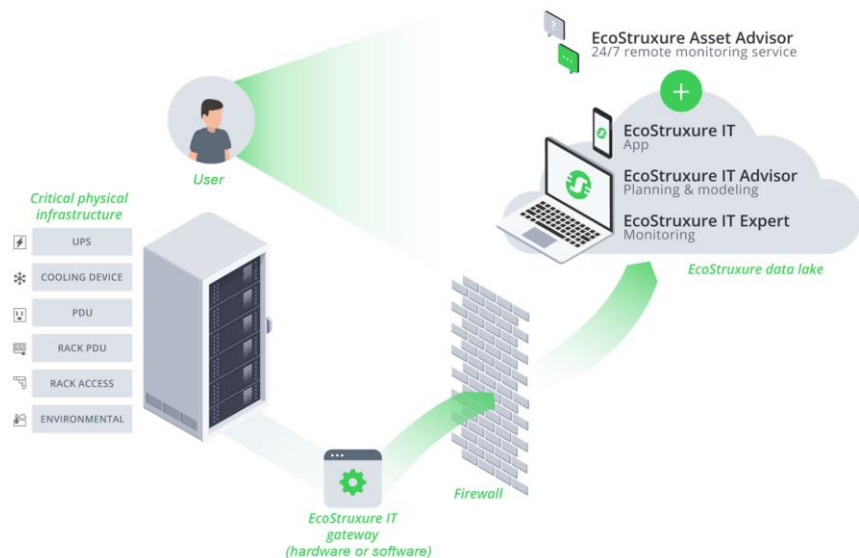 EcoStruxure Asset Advisor
24/7 remote monitoring service
EcoStruxure IT
App
EcoStruxure IT Advisor
Planning & modeling
EcoStruxure IT Expert
Monitoring
EcoStruxure data lake
User
Critical physical
infrastructure
UPS
COOLING DEVICE
PDU
RACK PDU
RACK ACCESS
ENVIRONMENTAL
Firewall
EcoStruxure IT
gateway
(hardware or software)